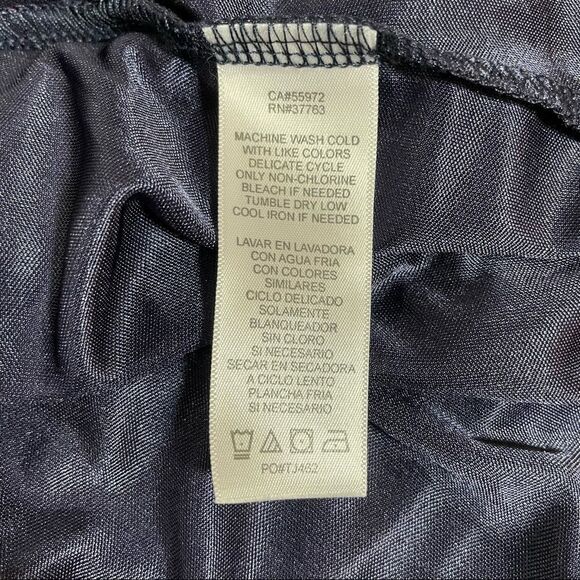 CA#55972
RN#37763
MACHINE WASH COLD
WITH LIKE COLORS
DELICATE CYCLE
ONLY NON-CHLORINE
BLEACH IF NEEDED
TUMBLE DRY LOW
COOL IRON IF NEEDED
LAVAR EN LAVADORA
CON AGUA FRIA
CON COLORES
SIMILARES
CICLO DELICADO
SOLAMENTE
BLANQUEADOR
SIN CLORO
SI NECESARIO
SECAR EN SECADORA
A CICLO LENTO
PLANCHA FRIA
SI NECESARIO
PO#TJ462